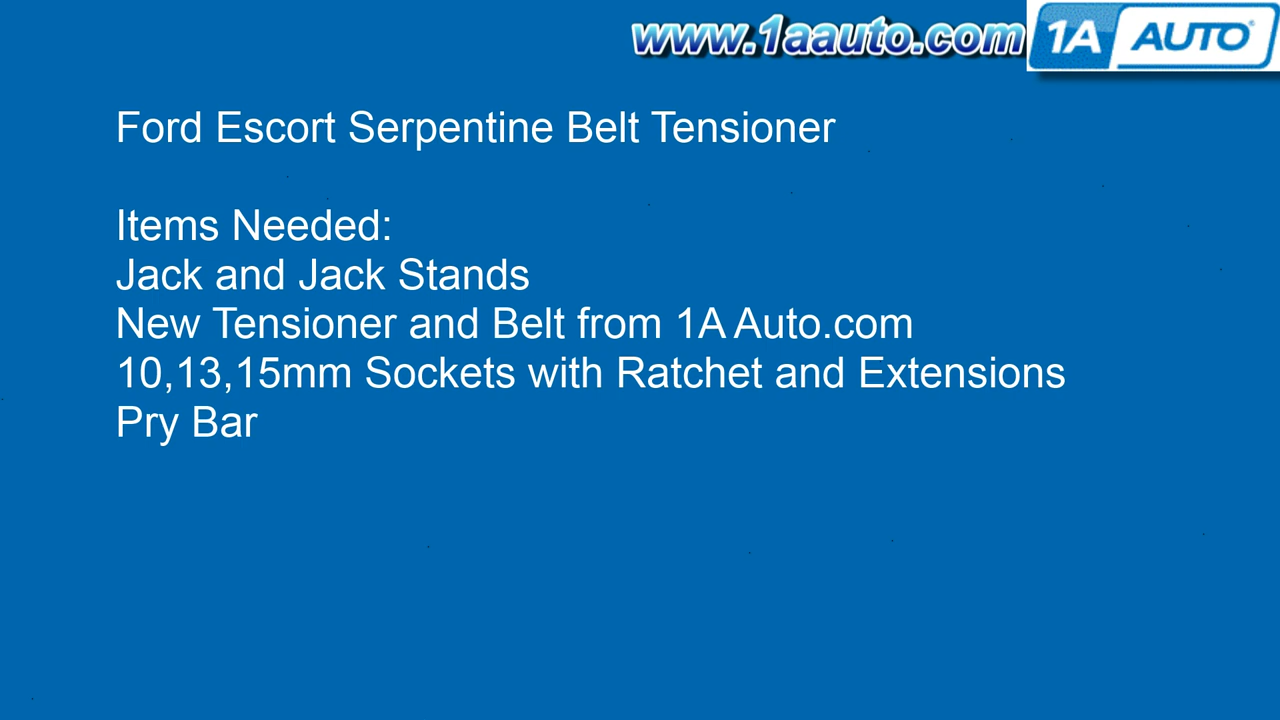 www.1aauto.com 1A AUTO
Ford Escort Serpentine Belt Tensioner
Items Needed:
Jack and Jack Stands
New Tensioner and Belt from 1A Auto.com
10,13,15mm Sockets with Ratchet and Extensions
Pry Bar